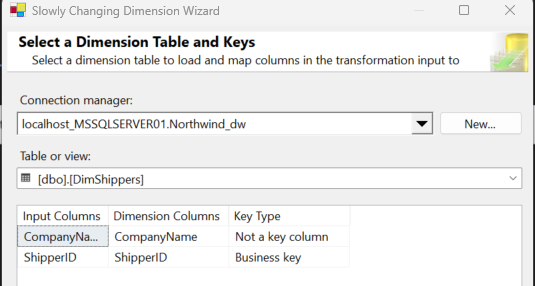 Slowly Changing Dimension Wizard
Select a Dimension Table and Keys
Select a dimension table to load and map columns in the transformation input to
Connection manager:
localhost_MSSQLSERVER01.Northwind_dw New...
Table or view:
[dbo].[DimShippers]
Input Columns Dimension Columns Key Type
CompanyNa... CompanyName Not a key column
ShipperID ShipperID Business key